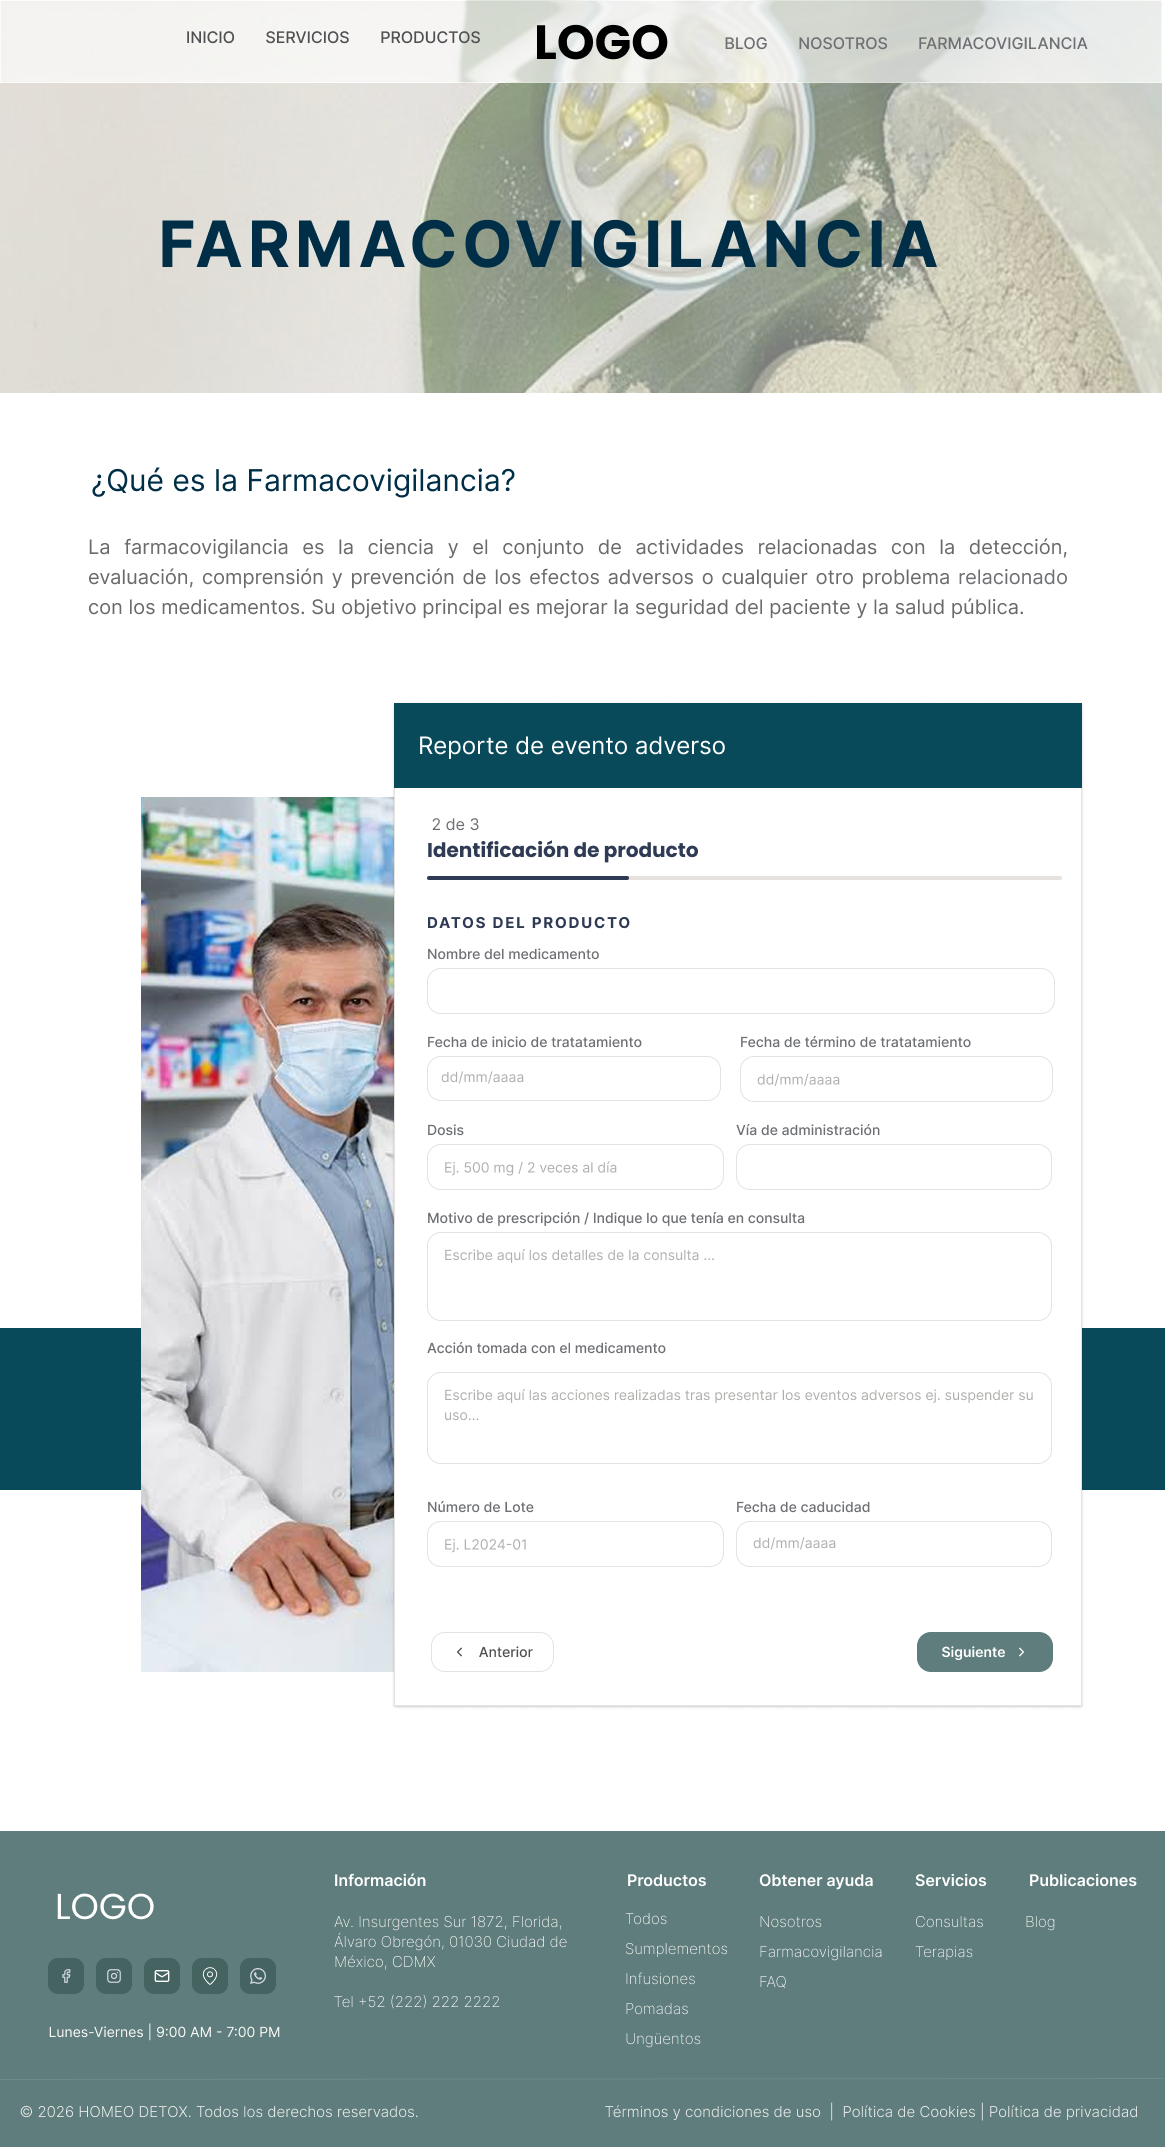 INICIO SERVICIOS PRODUCTOS LOGO BLOG NOSOTROS FARMACOVIGILANCIA
FARMACOVIGILANCIA
¿Qué es la Farmacovigilancia?
La farmacovigilancia es la ciencia y el conjunto de actividades relacionadas con la detección,
evaluación, comprensión y prevención de los efectos adversos o cualquier otro problema relacionado
con los medicamentos. Su objetivo principal es mejorar la seguridad del paciente y la salud pública.
Reporte de evento adverso
2 de 3
Identificación de producto
DATOS DEL PRODUCTO
Nombre del medicamento
Fecha de inicio de tratatamiento Fecha de término de tratatamiento
dd/mm/aaaa dd/mm/aaaa
Dosis Vía de administración
Ej. 500 mg / 2 veces al día
Motivo de prescripción / Indique lo que tenía en consulta
Escribe aquí los detalles de la consulta ...
Acción tomada con el medicamento
Escribe aquí las acciones realizadas tras presentar los eventos adversos ej. suspender su
uso...
Número de Lote Fecha de caducidad
Ej. L2024-01 dd/mm/aaaa
Anterior Siguiente
LOGO
Lunes-Viernes | 9:00 AM - 7:00 PM
Información
Av. Insurgentes Sur 1872, Florida,
Álvaro Obregón, 01030 Ciudad de
México, CDMX
Tel +52 (222) 222 2222
Productos
Todos
Sumplementos
Infusiones
Pomadas
Ungüentos
Obtener ayuda
Nosotros
Farmacovigilancia
FAQ
Servicios
Consultas
Terapias
Publicaciones
Blog
© 2026 HOMEO DETOX. Todos los derechos reservados. Términos y condiciones de uso | Política de Cookies | Política de privacidad